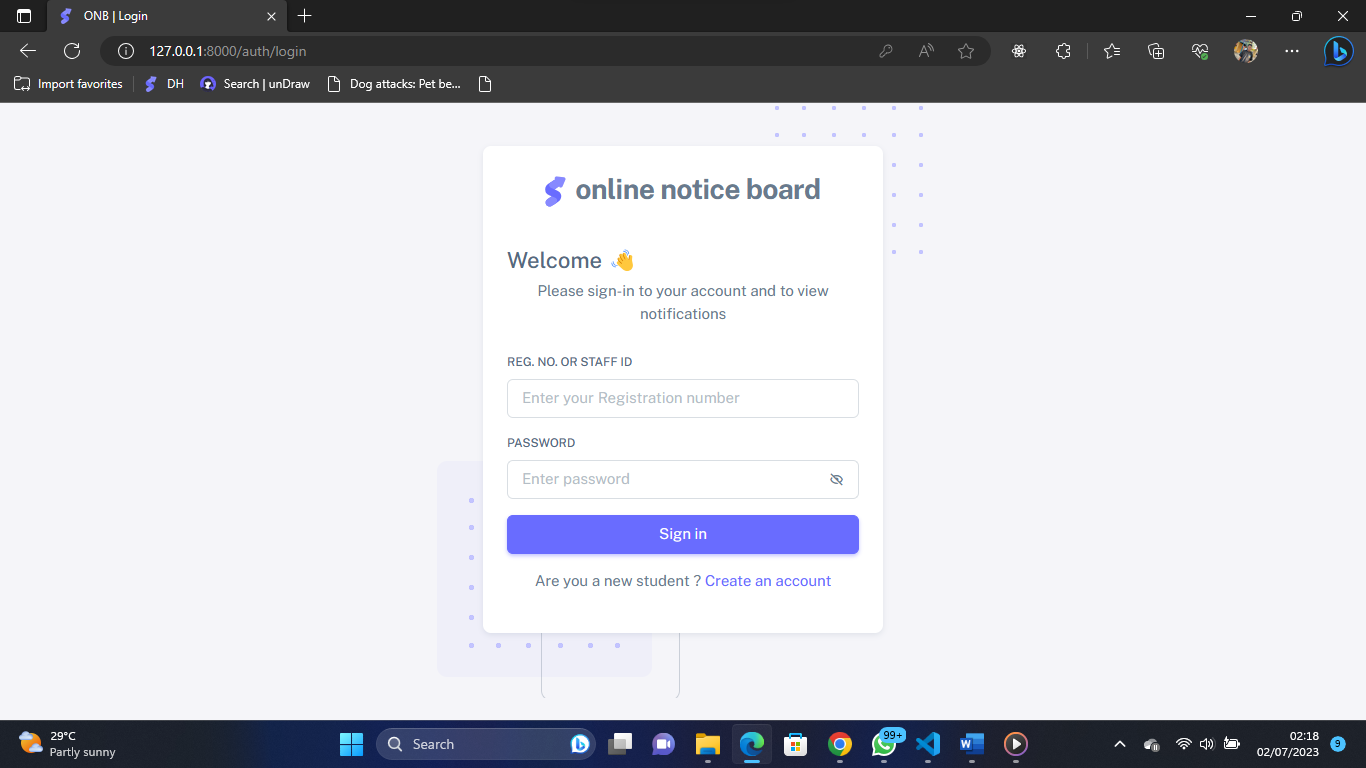 ONB | Login
127.0.0.1:8000/auth/login
Import favorites
DH
Search | unDraw
Dog attacks: Pet be...
online notice board
Welcome 👋
Please sign-in to your account and to view
notifications
REG. NO. OR STAFF ID
Enter your Registration number
PASSWORD
Enter password
Sign in
Are you a new student ? Create an account
29°C
Partly sunny
Search
99+
02:18
02/07/2023
9